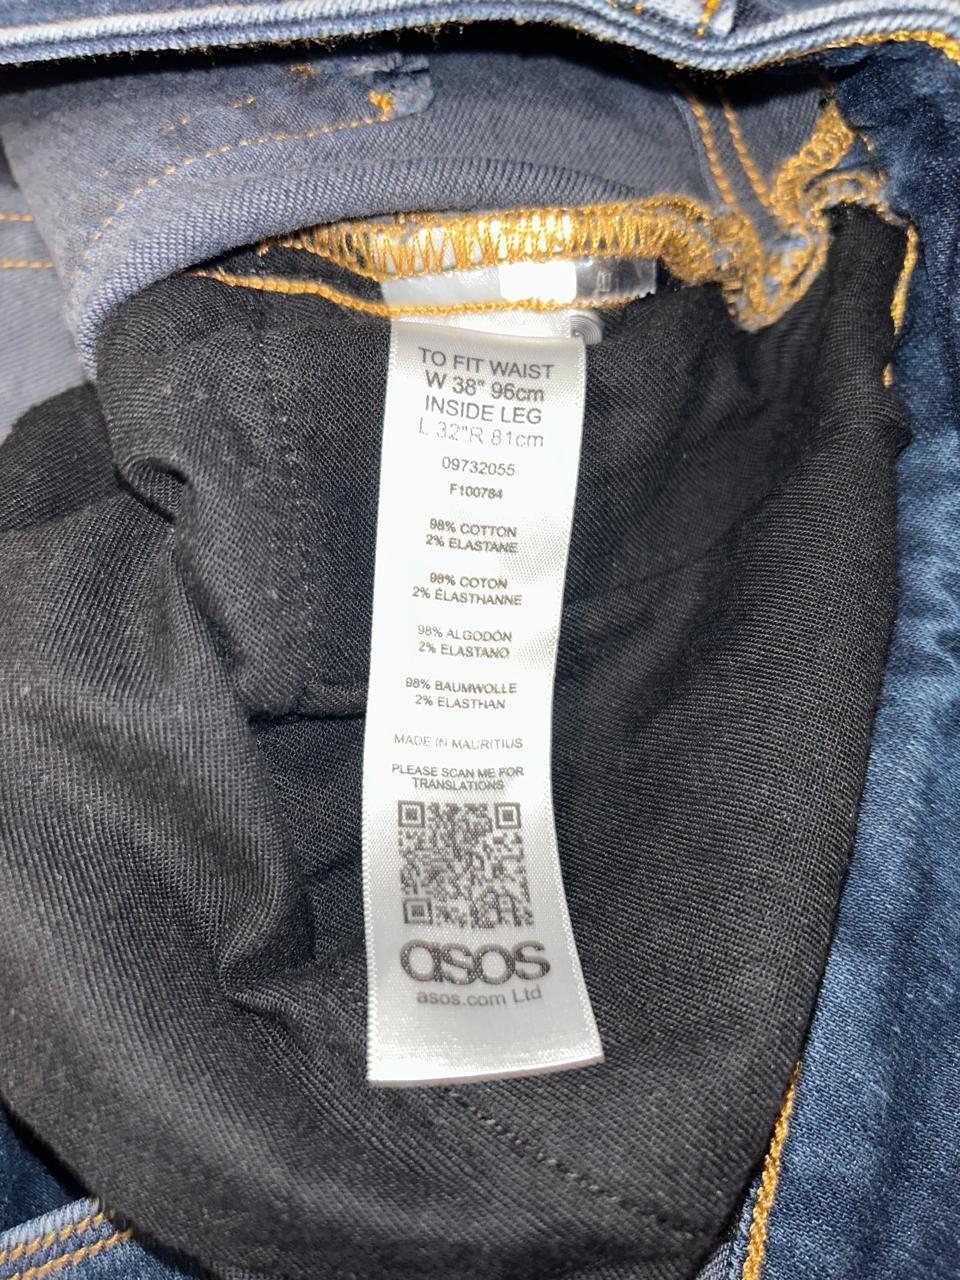 TO FIT WAIST
W 38" 96cm
INSIDE LEG
L 32"R 81cm
09732055
F100784
98% COTTON
2% ELASTANE
98% COTON
2% ÉLASTHANNE
98% ALGODÓN
2% ELASTANO
98% BAUMWOLLE
2% ELASTHAN
MADE IN MAURITIUS
PLEASE SCAN ME FOR
TRANSLATIONS
asos
asos.com Ltd